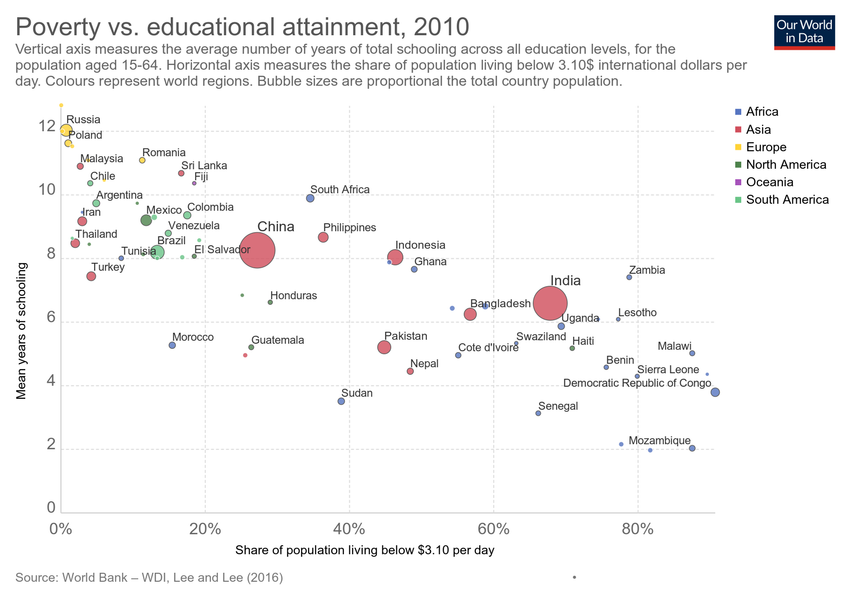 Poverty vs. educational attainment, 2010
Our World
in Data
Vertical axis measures the average number of years of total schooling across all education levels, for the
population aged 15-64. Horizontal axis measures the share of population living below 3.10$ international dollars per
day. Colours represent world regions. Bubble sizes are proportional the total country population.
Africa
Asia
Europe
North America
Oceania
South America
Mean years of schooling
12
10
8
6
4
2
0
Russia
Poland
Malaysia
Romania
Sri Lanka
Chile
Fiji
South Africa
Argentina
Iran
Mexico
Colombia
Venezuela
China
Philippines
Thailand
Brazil
Tunisia
El Salvador
Indonesia
Ghana
Turkey
Zambia
India
Honduras
Bangladesh
Uganda
Lesotho
Morocco
Guatemala
Pakistan
Swaziland
Haiti
Cote d'Ivoire
Malawi
Nepal
Benin
Sierra Leone
Democratic Republic of Congo
Sudan
Senegal
Mozambique
0%
20%
40%
60%
80%
Share of population living below $3.10 per day
Source: World Bank – WDI, Lee and Lee (2016)